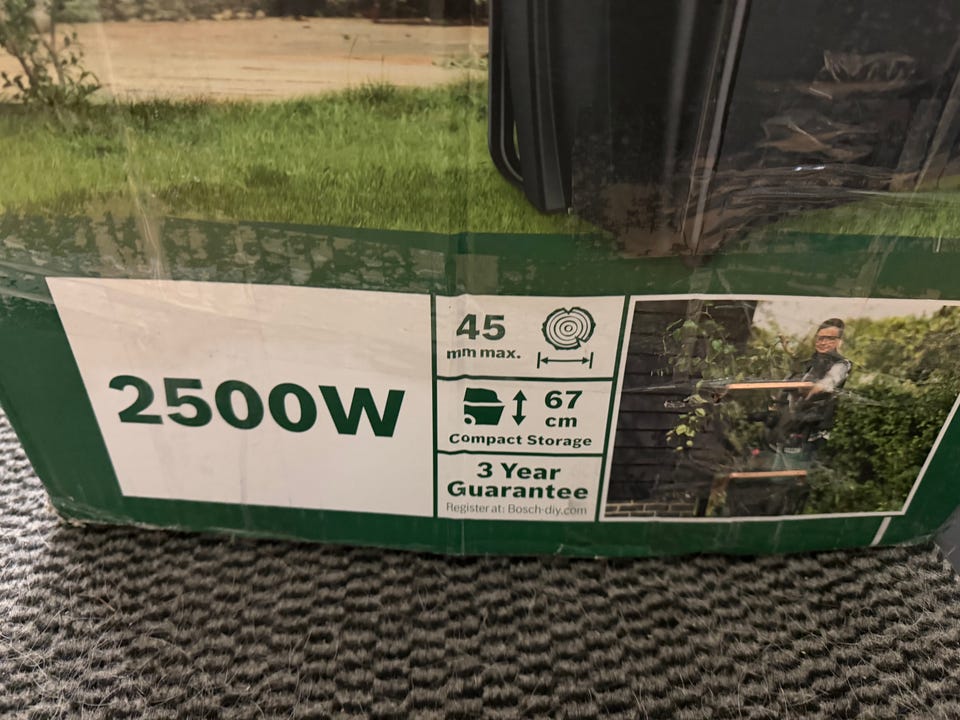 2500W
45
mm max.
67
cm
Compact Storage
3 Year
Guarantee
Register at: Bosch-diy.com